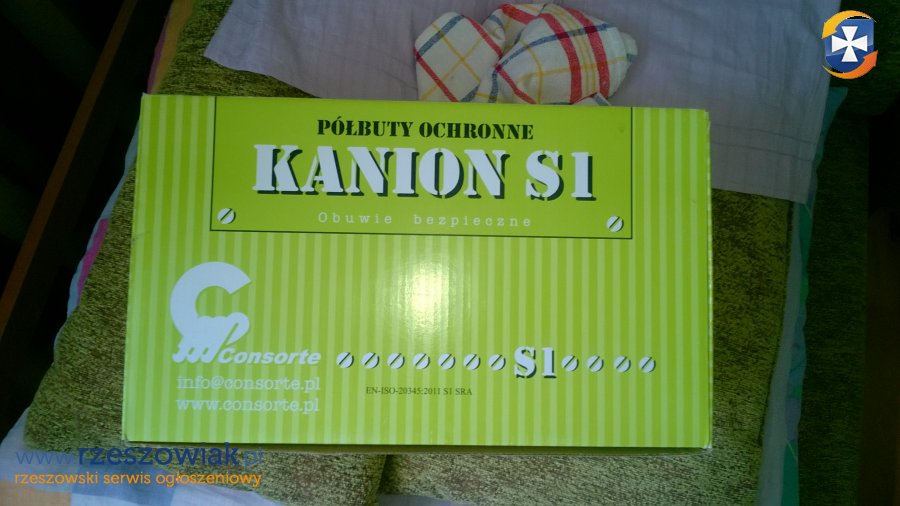 PÓŁBUTY OCHRONNE
KANION S1
Obuwie bezpieczne
Consorte
S1
info@consorte.pl
EN-ISO-20345:2011 S1 SRA
www.consorte.pl
www.rzeszowiak.pl
rzeszowski serwis ogłoszeniowy